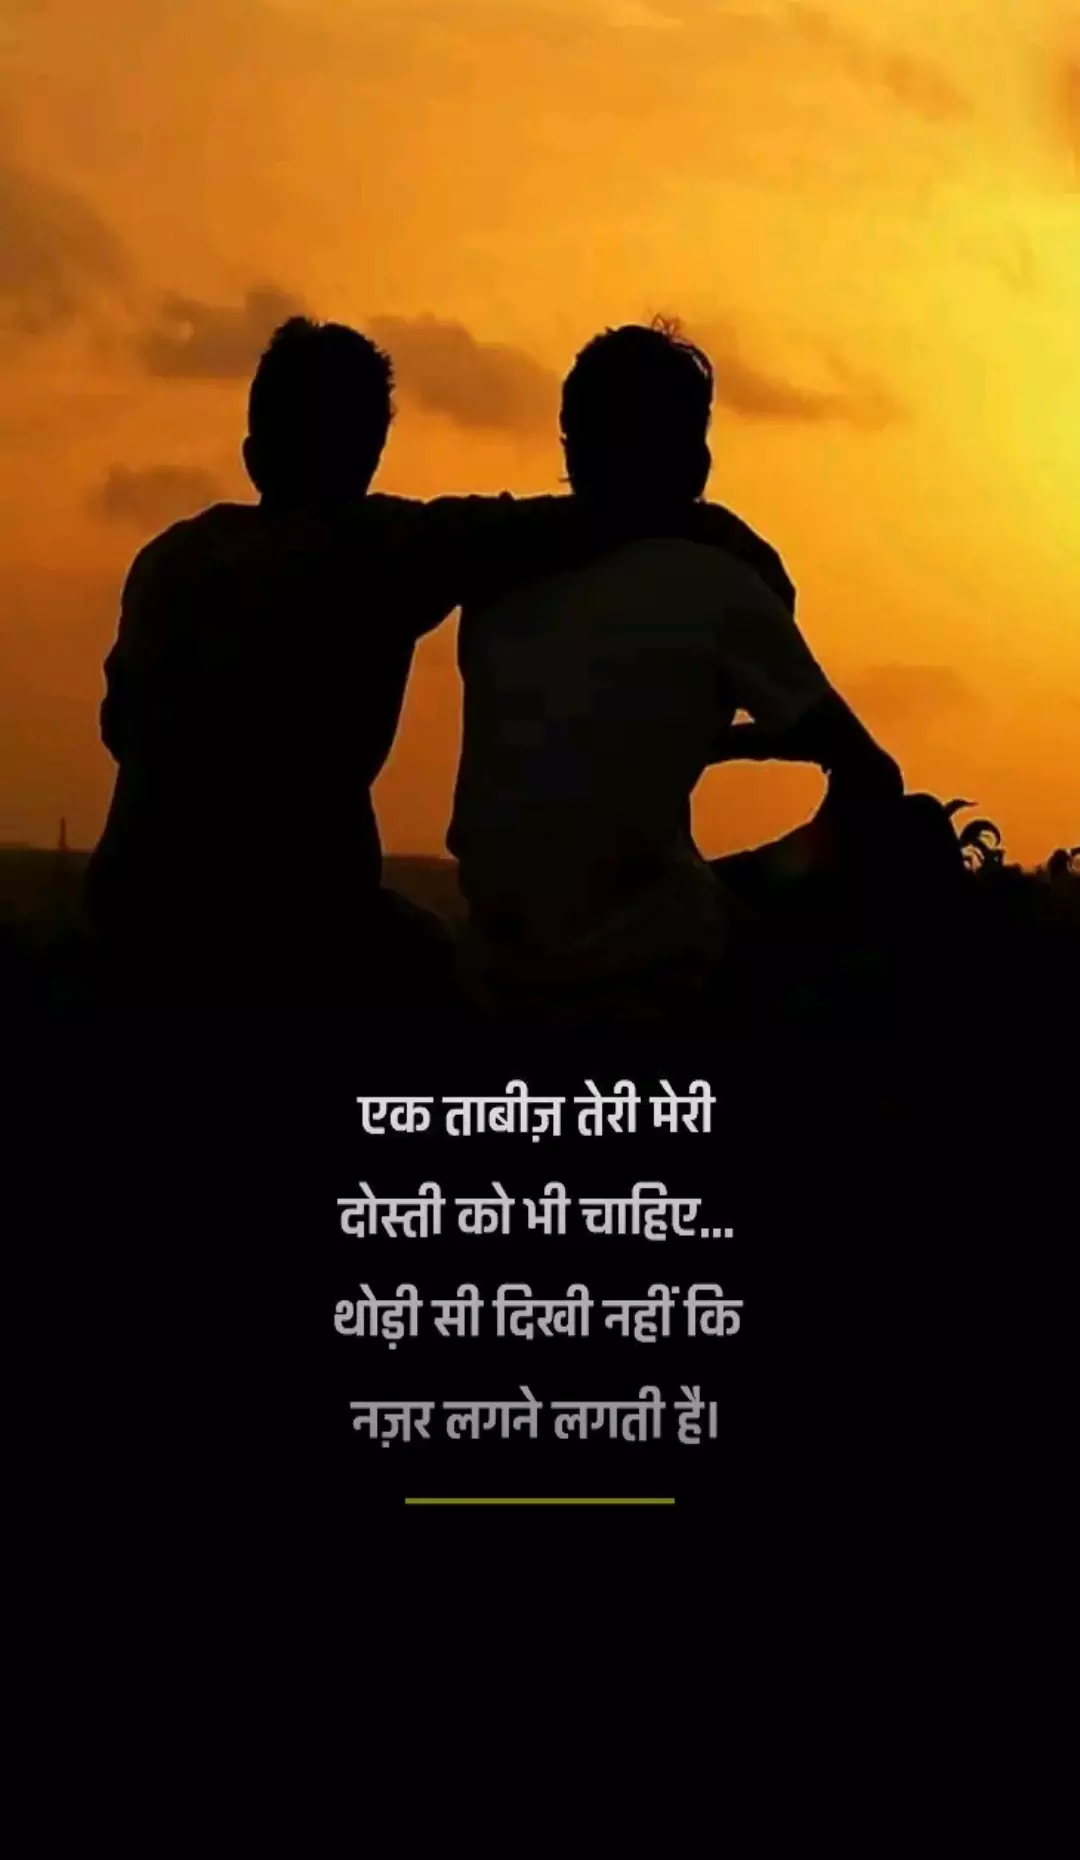 एक ताबीज़ तेरी मेरी
दोस्ती को भी चाहिए...
थोड़ी सी दिखी नहीं कि
नज़र लगने लगती है।